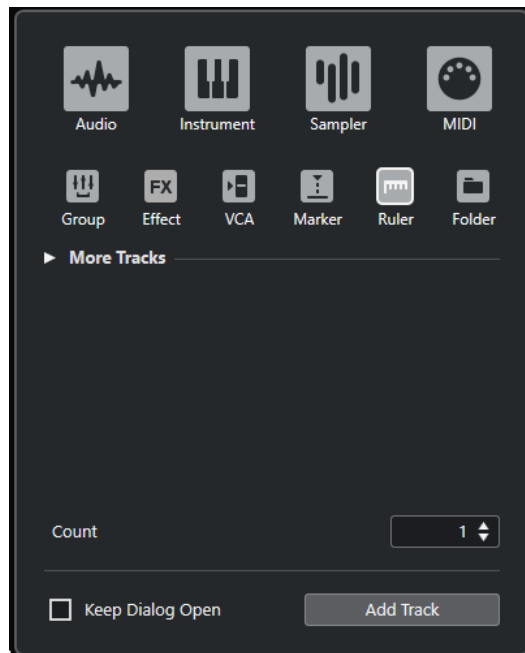 Audio Instrument Sampler MIDI
FX
Group Effect VCA Marker Ruler Folder
More Tracks
Count 1
Keep Dialog Open Add Track